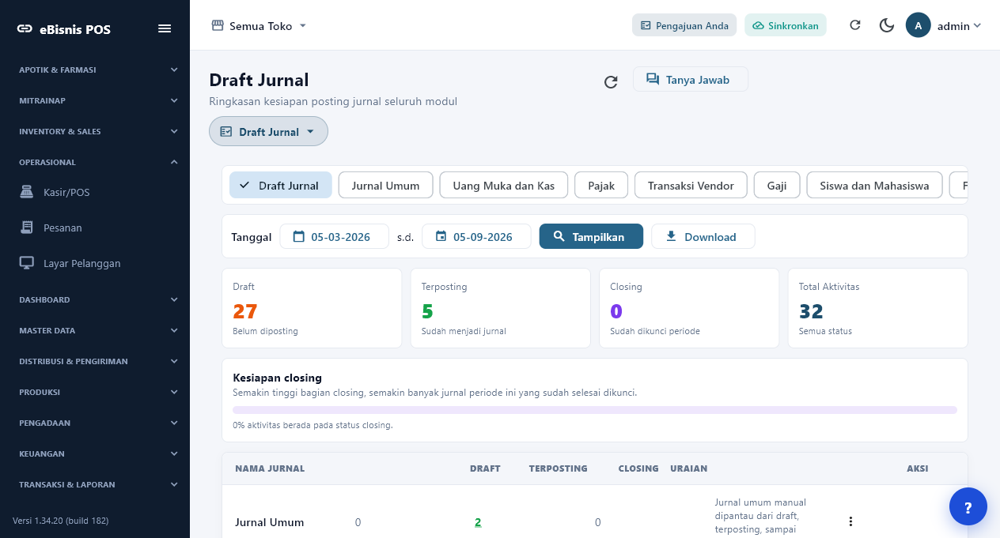 eBisnis POS
Semua Toko
Pengajuan Anda
Sinkronkan
A
admin
APOTIK & FARMASI
MITRAINAP
INVENTORY & SALES
OPERASIONAL
Kasir/POS
Pesanan
Layar Pelanggan
DASHBOARD
MASTER DATA
DISTRIBUSI & PENGIRIMAN
PRODUKSI
PENGADAAN
KEUANGAN
TRANSAKSI & LAPORAN
Versi 1.34.20 (build 182)
Draft Jurnal
Ringkasan kesiapan posting jurnal seluruh modul
Tanya Jawab
Draft Jurnal
Draft Jurnal
Jurnal Umum
Uang Muka dan Kas
Pajak
Transaksi Vendor
Gaji
Siswa dan Mahasiswa
Tanggal
05-03-2026
s.d.
05-09-2026
Tampilkan
Download
Draft
27
Belum diposting
Terposting
5
Sudah menjadi jurnal
Closing
0
Sudah dikunci periode
Total Aktivitas
32
Semua status
Kesiapan closing
Semakin tinggi bagian closing, semakin banyak jurnal periode ini yang sudah selesai dikunci.
0% aktivitas berada pada status closing.
NAMA JURNAL DRAFT TERPOSTING CLOSING URAIAN AKSI
Jurnal Umum 0 2 0
Jurnal umum manual
dipantau dari draft,
terposting, sampai
?